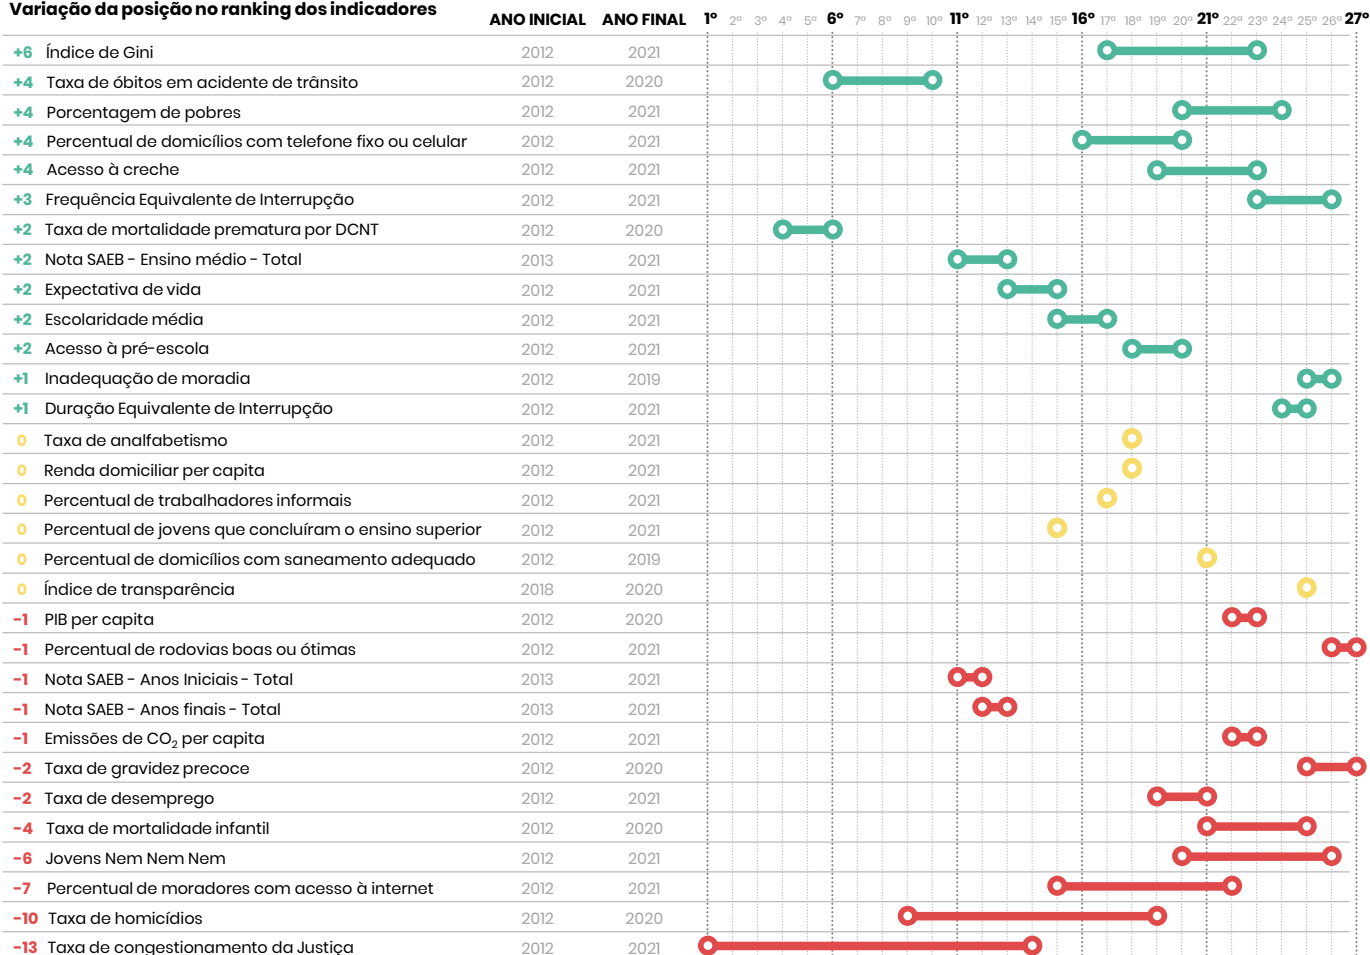 Variação da posição no ranking dos indicadores
ANO INICIAL ANO FINAL 1º 2º 3º 4º 5º 6º 7º 8º 9º 10º 11º 12º 13º 14º 15º 16º 17º 18º 19º 20º 21º 22º 23º 24º 25º 26º 27º
+6 Índice de Gini 2012 2021
+4 Taxa de óbitos em acidente de trânsito 2012 2020
+4 Porcentagem de pobres 2012 2021
+4 Percentual de domicílios com telefone fixo ou celular 2012 2021
+4 Acesso à creche 2012 2021
+3 Frequência Equivalente de Interrupção 2012 2021
+2 Taxa de mortalidade prematura por DCNT 2012 2020
+2 Nota SAEB - Ensino médio - Total 2013 2021
+2 Expectativa de vida 2012 2021
+2 Escolaridade média 2012 2021
+2 Acesso à pré-escola 2012 2021
+1 Inadequação de moradia 2012 2019
+1 Duração Equivalente de Interrupção 2012 2021
0 Taxa de analfabetismo 2012 2021
0 Renda domiciliar per capita 2012 2021
0 Percentual de trabalhadores informais 2012 2021
0 Percentual de jovens que concluíram o ensino superior 2012 2021
0 Percentual de domicílios com saneamento adequado 2012 2019
0 Índice de transparência 2018 2020
-1 PIB per capita 2012 2020
-1 Percentual de rodovias boas ou ótimas 2012 2021
-1 Nota SAEB - Anos Iniciais - Total 2013 2021
-1 Nota SAEB - Anos finais - Total 2013 2021
-1 Emissões de CO₂ per capita 2012 2021
-2 Taxa de gravidez precoce 2012 2020
-2 Taxa de desemprego 2012 2021
-4 Taxa de mortalidade infantil 2012 2020
-6 Jovens Nem Nem Nem 2012 2021
-7 Percentual de moradores com acesso à internet 2012 2021
-10 Taxa de homicídios 2012 2020
-13 Taxa de congestionamento da Justiça 2012 2021